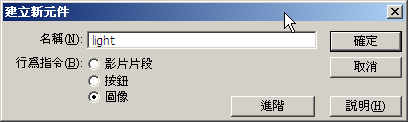 建立新元件
名稱(N): light 確定
行為指令(B): 影片片段 取消
按鈕
圖像
進階 說明(H)